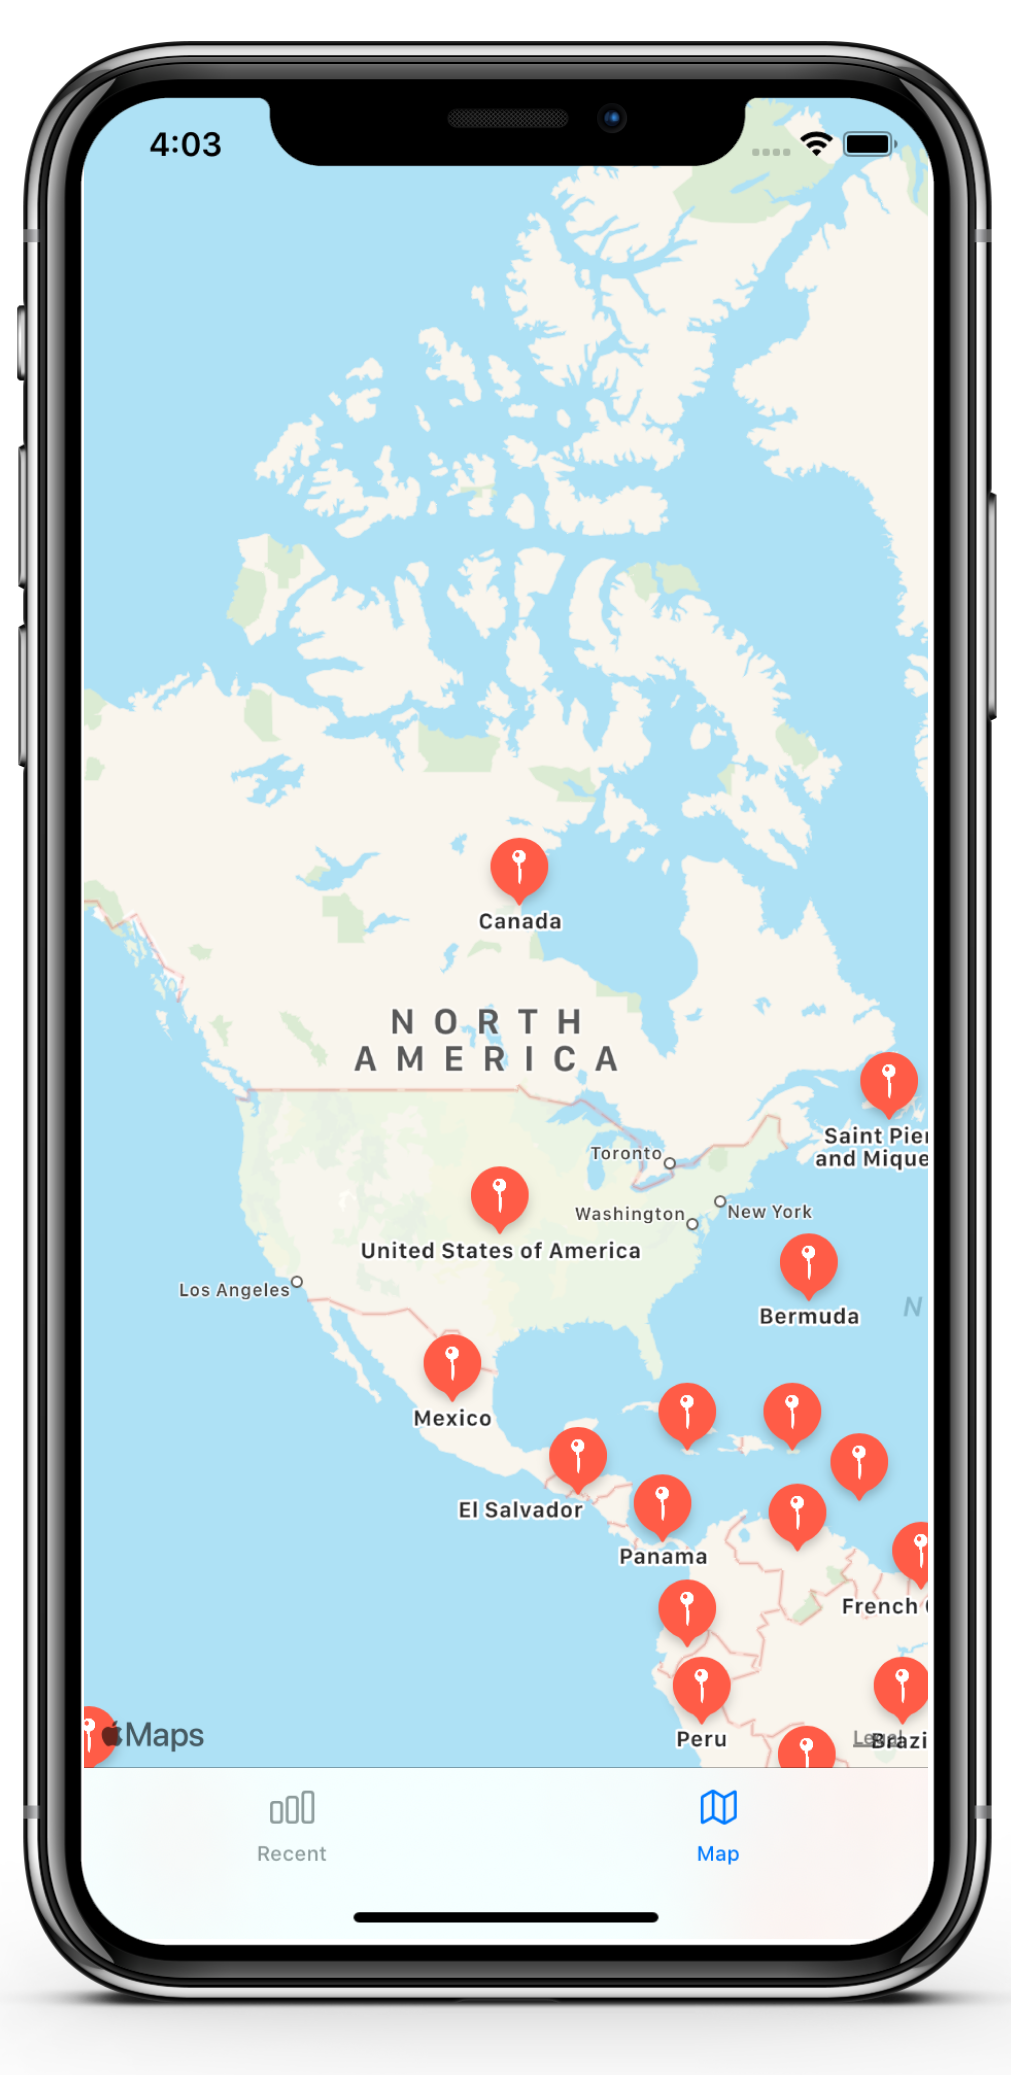 4:03
Canada
NORTH
AMERICA
Saint Pier
and Mique
Toronto
Washington
New York
United States of America
Los Angeles
Bermuda
N
Mexico
El Salvador
Panama
French
Peru
Maps
Legal
Brazi
Recent
Map